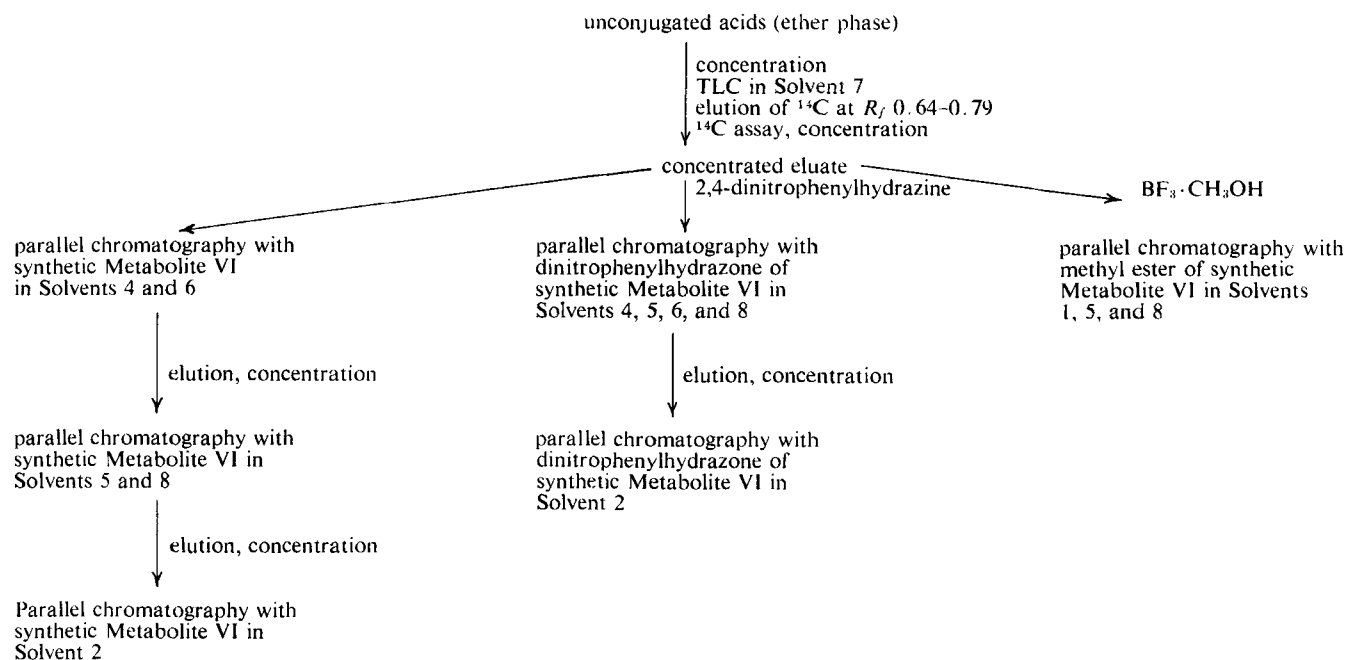 unconjugated acids (ether phase)
concentration
TLC in Solvent 7
elution of ¹⁴C at R_f 0.64–0.79
¹⁴C assay, concentration
concentrated eluate
2,4-dinitrophenylhydrazine
BF₃·CH₃OH
parallel chromatography with
synthetic Metabolite VI
in Solvents 4 and 6
parallel chromatography with
dinitrophenylhydrazone of
synthetic Metabolite VI in
Solvents 4, 5, 6, and 8
parallel chromatography with
methyl ester of synthetic
Metabolite VI in Solvents
1, 5, and 8
elution, concentration
elution, concentration
parallel chromatography with
synthetic Metabolite VI in
Solvents 5 and 8
parallel chromatography with
dinitrophenylhydrazone of
synthetic Metabolite VI in
Solvent 2
elution, concentration
Parallel chromatography with
synthetic Metabolite VI in
Solvent 2